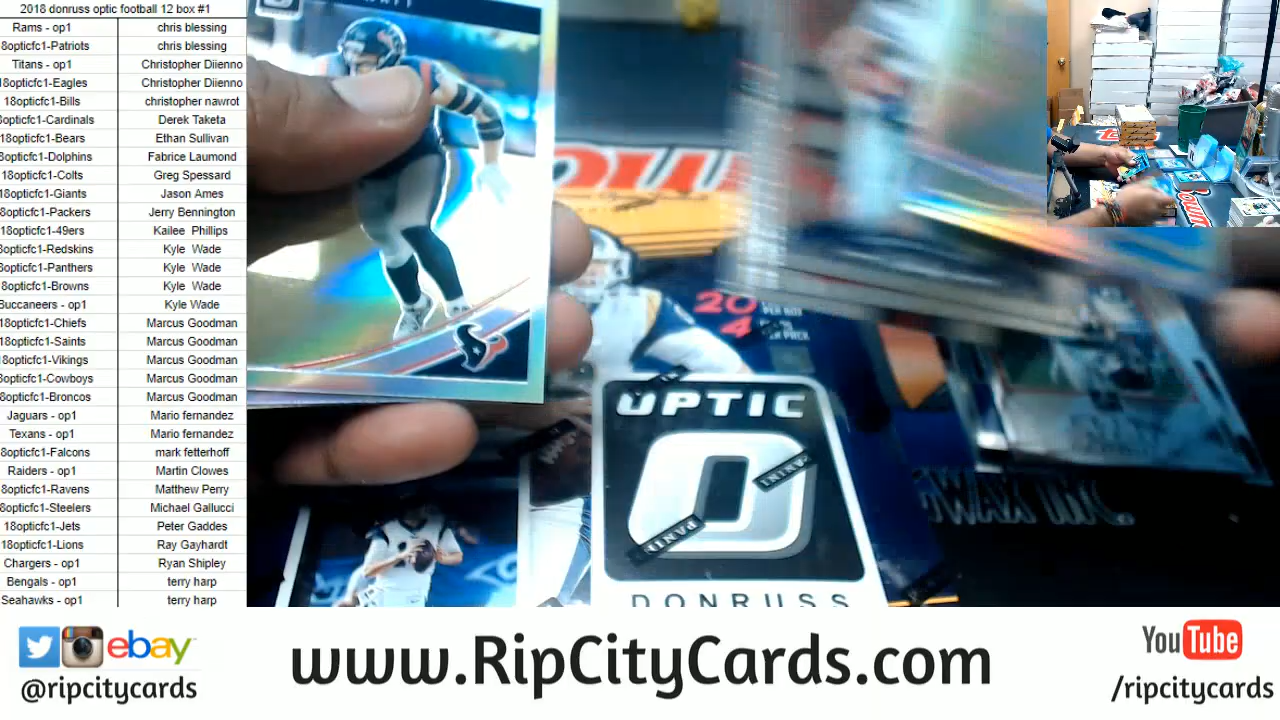 2018 donruss optic football 12 box #1
Rams - op1 chris blessing
8opticfc1-Patriots chris blessing
Titans - op1 Christopher Diienno
8opticfc1-Eagles Christopher Diienno
18opticfc1-Bills christopher nawrot
8opticfc1-Cardinals Derek Taketa
18opticfc1-Bears Ethan Sullivan
8opticfc1-Dolphins Fabrice Laumond
18opticfc1-Colts Greg Spessard
18opticfc1-Giants Jason Ames
8opticfc1-Packers Jerry Bennington
18opticfc1-49ers Kailee Phillips
8opticfc1-Redskins Kyle Wade
8opticfc1-Panthers Kyle Wade
18opticfc1-Browns Kyle Wade
Buccaneers - op1 Kyle Wade
18opticfc1-Chiefs Marcus Goodman
18opticfc1-Saints Marcus Goodman
18opticfc1-Vikings Marcus Goodman
8opticfc1-Cowboys Marcus Goodman
8opticfc1-Broncos Marcus Goodman
Jaguars - op1 Mario fernandez
Texans - op1 Mario fernandez
8opticfc1-Falcons mark fetterhoff
Raiders - op1 Martin Clowes
8opticfc1-Ravens Matthew Perry
8opticfc1-Steelers Michael Gallucci
18opticfc1-Jets Peter Gaddes
18opticfc1-Lions Ray Gayhardt
Chargers - op1 Ryan Shipley
Bengals - op1 terry harp
Seahawks - op1 terry harp
20
4
PER PACK
OPTIC
PANINI
PANINI
DONRUSS
WAX INC.
ebay
@ripcitycards
www.RipCityCards.com
YouTube
/ripcitycards